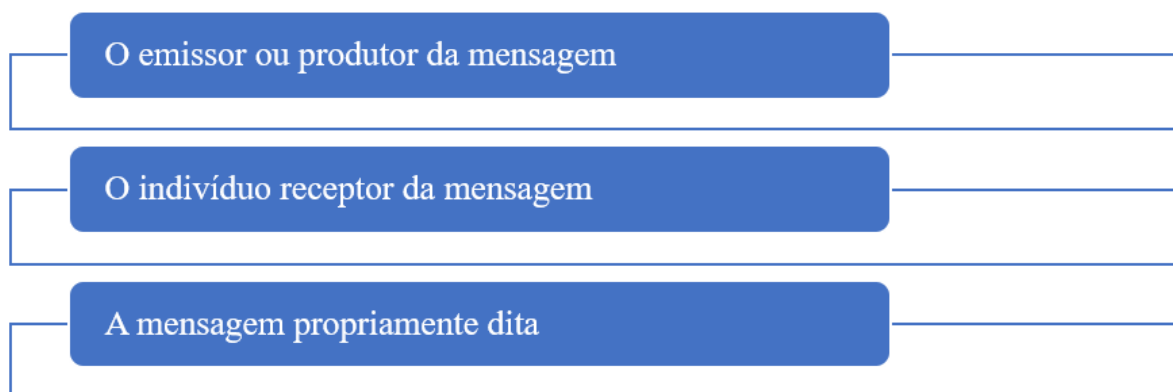 O emissor ou produtor da mensagem
O indivíduo receptor da mensagem
A mensagem propriamente dita